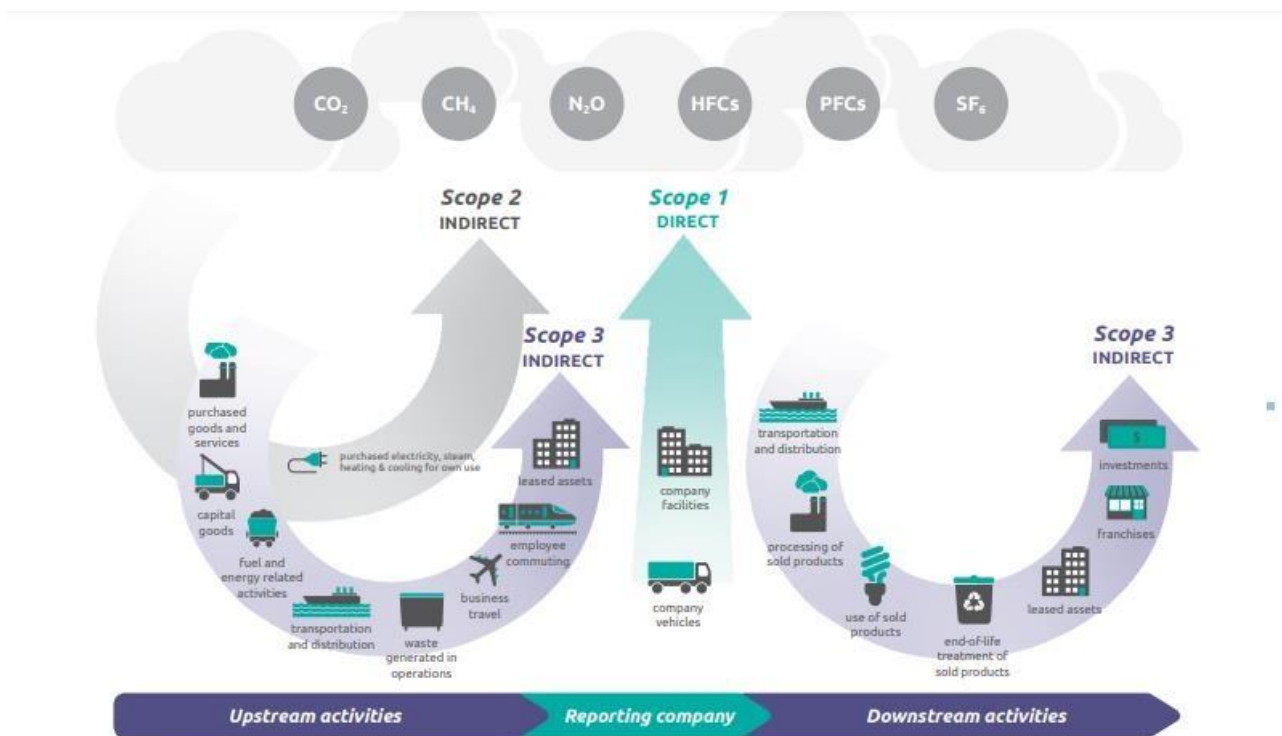 CO₂
CH₄
N₂O
HFCs
PFCs
SF₆
Scope 2
INDIRECT
Scope 1
DIRECT
Scope 3
INDIRECT
Scope 3
INDIRECT
purchased
goods and
services
capital
goods
fuel and
energy related
activities
transportation
and distribution
waste
generated in
operations
business
travel
employee
commuting
leased assets
purchased electricity, steam,
heating & cooling for own use
company
facilities
company
vehicles
transportation
and distribution
processing of
sold products
use of sold
products
end-of-life
treatment of
sold products
leased assets
franchises
investments
$
Upstream activities
Reporting company
Downstream activities